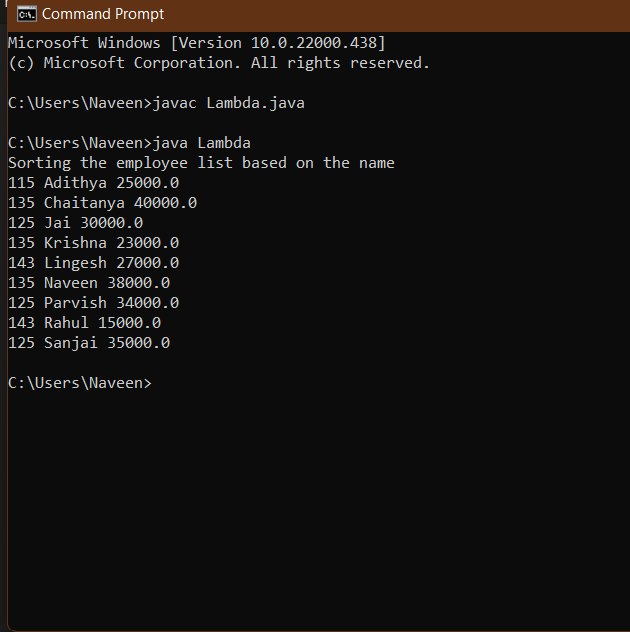 Command Prompt
Microsoft Windows [Version 10.0.22000.438]
(c) Microsoft Corporation. All rights reserved.
C:\Users\Naveen>javac Lambda.java
C:\Users\Naveen>java Lambda
Sorting the employee list based on the name
115 Adithya 25000.0
135 Chaitanya 40000.0
125 Jai 30000.0
135 Krishna 23000.0
143 Lingesh 27000.0
135 Naveen 38000.0
125 Parvish 34000.0
143 Rahul 15000.0
125 Sanjai 35000.0
C:\Users\Naveen>